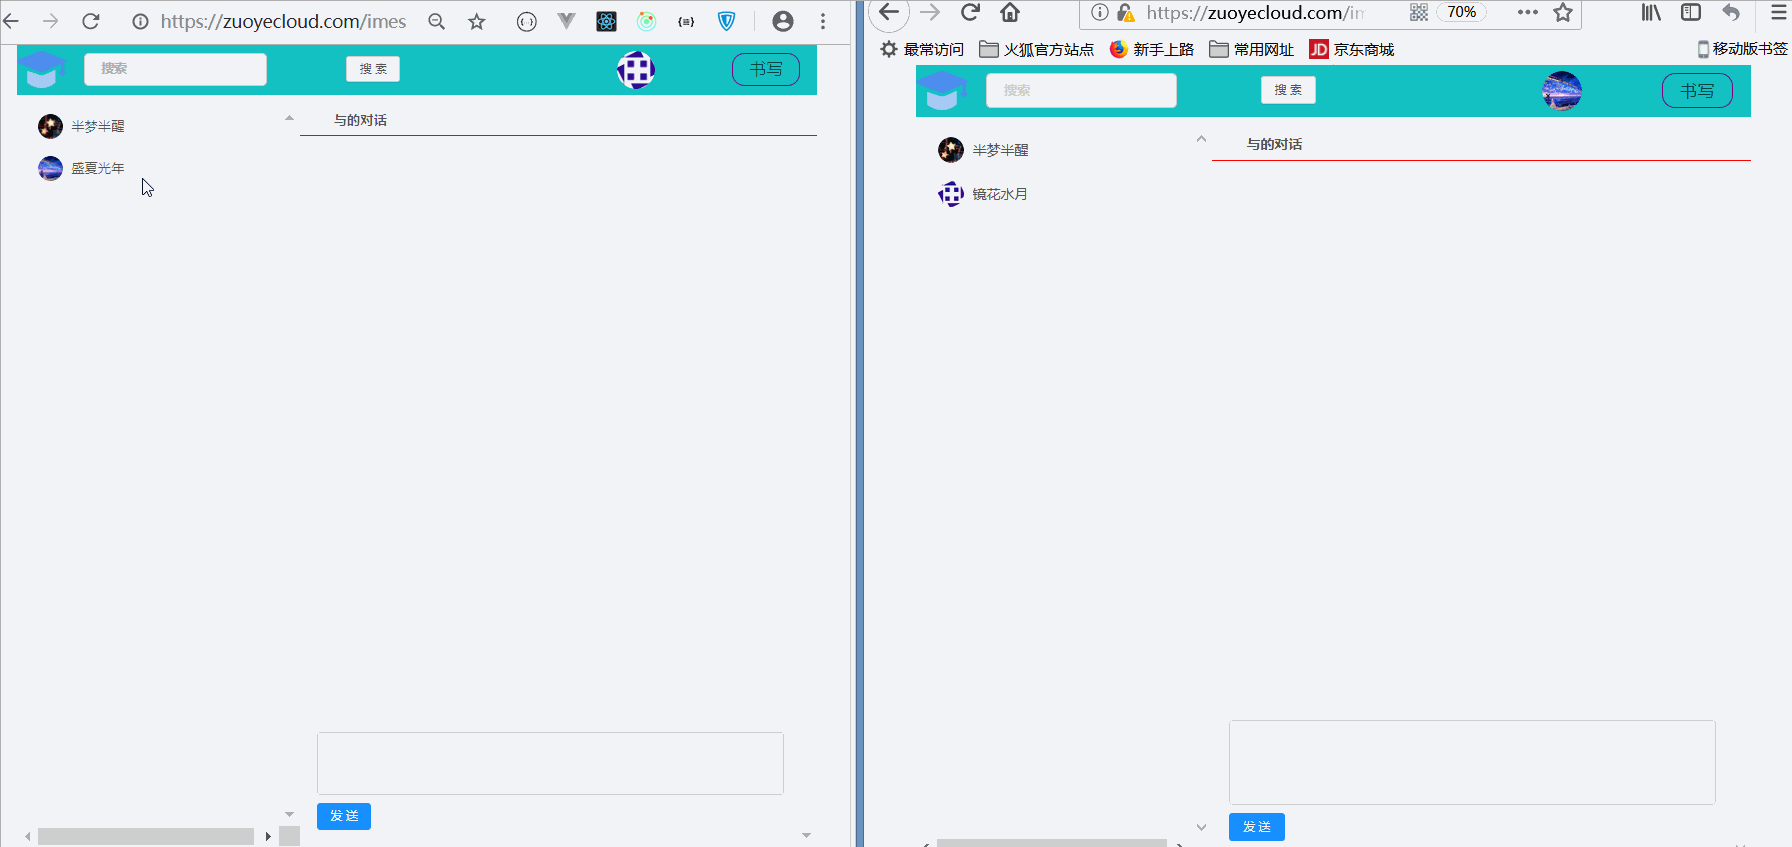 https://zuoyecloud.com/imes
搜索
搜 索
书写
半梦半醒
盛夏光年
与的对话
发 送
https://zuoyecloud.com/im
70%
最常访问
火狐官方站点
新手上路
常用网址
JD
京东商城
移动版书签
搜索
搜 索
书写
半梦半醒
镜花水月
与的对话
发 送